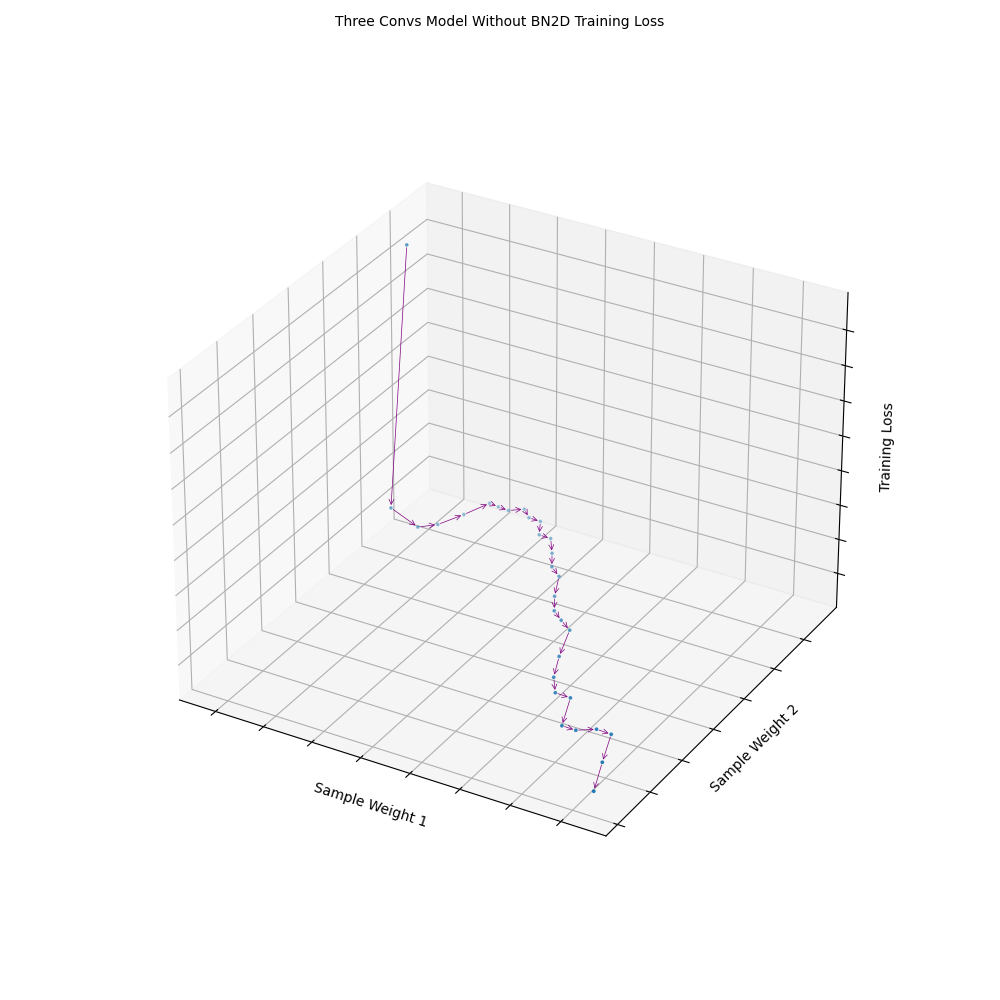 Three Convs Model Without BN2D Training Loss
Training Loss
Sample Weight 2
Sample Weight 1